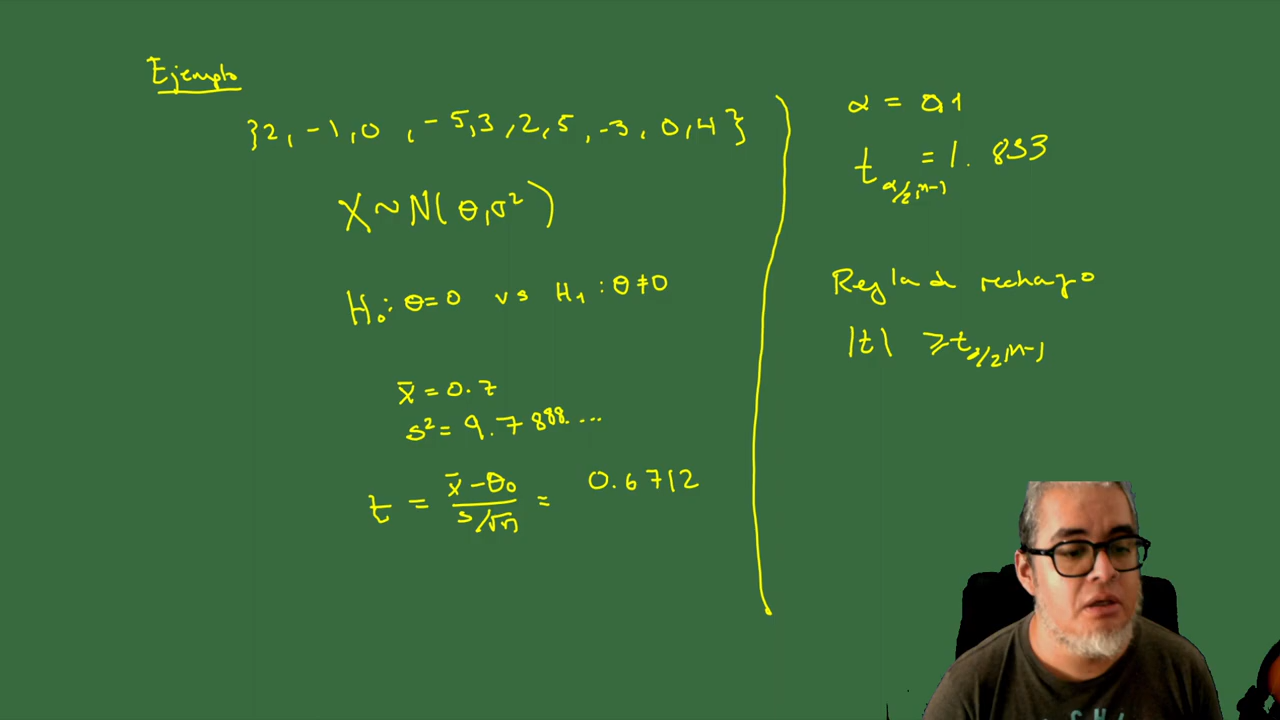 Ejemplo
{2, -1, 0, -5, 3, 2, 5, -3, 0, 4}
X ~ N(θ, σ²)
H₀: θ = 0 vs H₁: θ ≠ 0
x̄ = 0.7
s² = 9.7888...
t = (x̄ - θ₀)/(s/√n) = 0.6712
α = 0,1
t_{α/2, n-1} = 1.833
Regla de rechazo
|t| ≥ t_{α/2, n-1}